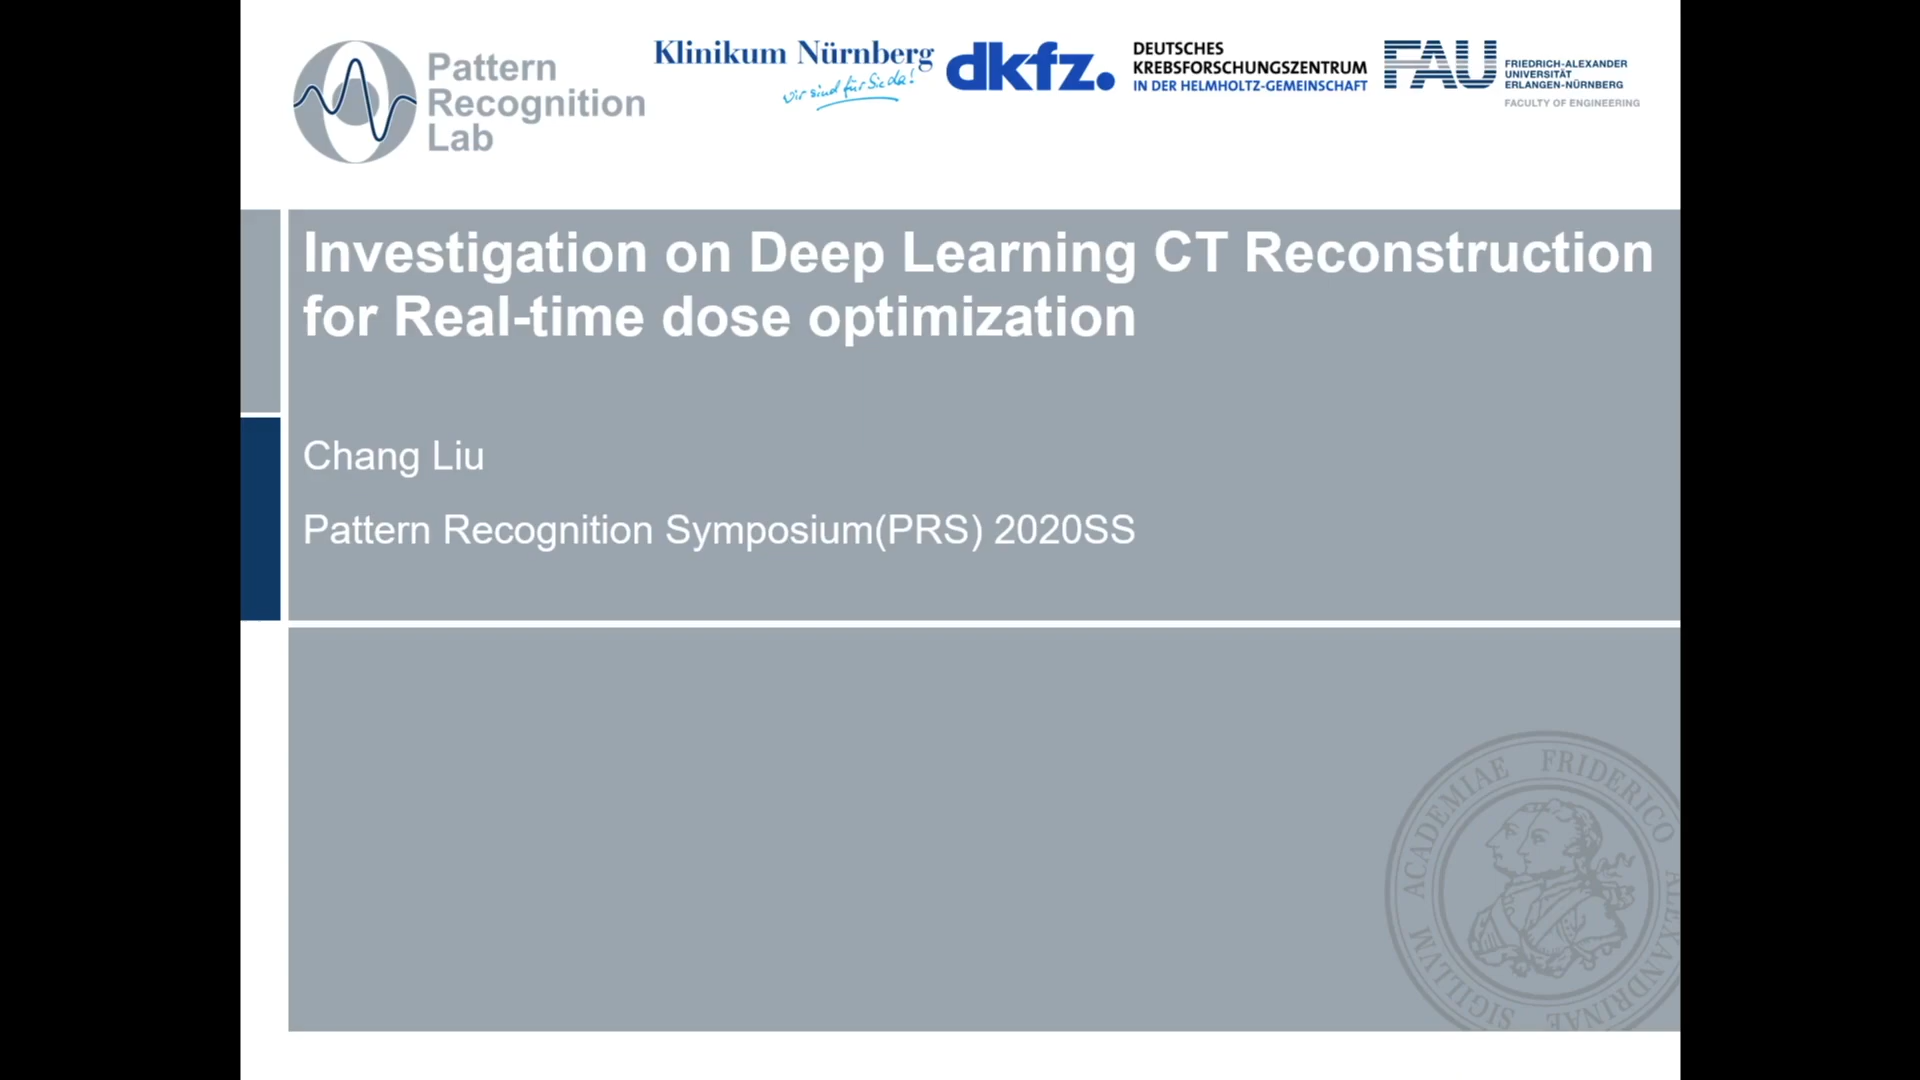 Pattern
Recognition
Lab
Klinikum Nürnberg
wir sind für Sie da!
dkfz.
DEUTSCHES
KREBSFORSCHUNGSZENTRUM
IN DER HELMHOLTZ-GEMEINSCHAFT
FAU
FRIEDRICH-ALEXANDER
UNIVERSITÄT
ERLANGEN-NÜRNBERG
FACULTY OF ENGINEERING
Investigation on Deep Learning CT Reconstruction
for Real-time dose optimization
Chang Liu
Pattern Recognition Symposium(PRS) 2020SS
SIGILLVM ACADEMIAE FRIDERICO ALEXANDRINAE